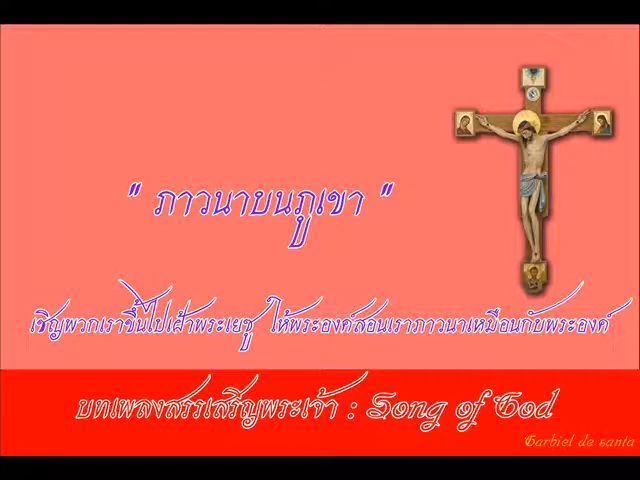 " ภาวนาบนภูเขา "
เชิญพวกเราขึ้นไปเฝ้าพระเยซู ให้พระองค์สอนเราภาวนาเหมือนกับพระองค์
บทเพลงสรรเสริญพระเจ้า : Song of God
Garbiel de santa